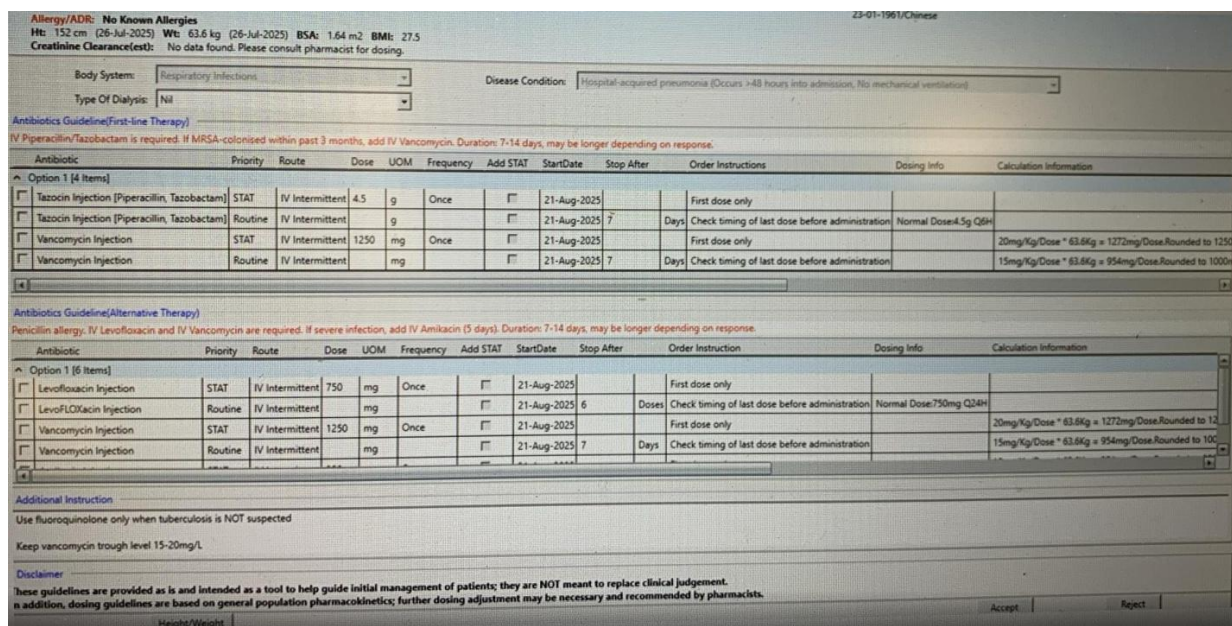 23-01-1961/Chinese
Allergy/ADR: No Known Allergies
Ht: 152 cm (26-Jul-2025) Wt: 63.6 kg (26-Jul-2025) BSA: 1.64 m2 BMI: 27.5
Creatinine Clearance(est): No data found. Please consult pharmacist for dosing.
Body System: Respiratory Infections Disease Condition: Hospital-acquired pneumonia (Occurs >48 hours into admission, No mechanical ventilation)
Type Of Dialysis: Nil
Antibiotics Guideline(First-line Therapy)
IV Piperacillin/Tazobactam is required. If MRSA-colonised within past 3 months, add IV Vancomycin. Duration: 7-14 days, may be longer depending on response.
Antibiotic Priority Route Dose UOM Frequency Add STAT StartDate Stop After Order Instructions Dosing Info Calculation Information
Option 1 [4 Items]
Tazocin Injection [Piperacillin, Tazobactam] STAT IV Intermittent 4.5 g Once 21-Aug-2025 First dose only
Tazocin Injection [Piperacillin, Tazobactam] Routine IV Intermittent g 21-Aug-2025 7 Days Check timing of last dose before administration Normal Dose:4.5g Q6H
Vancomycin Injection STAT IV Intermittent 1250 mg Once 21-Aug-2025 First dose only 20mg/Kg/Dose * 63.6Kg = 1272mg/Dose.Rounded to 1250
Vancomycin Injection Routine IV Intermittent mg 21-Aug-2025 7 Days Check timing of last dose before administration 15mg/Kg/Dose * 63.6Kg = 954mg/Dose.Rounded to 1000m
Antibiotics Guideline(Alternative Therapy)
Penicillin allergy. IV Levofloxacin and IV Vancomycin are required. If severe infection, add IV Amikacin (5 days). Duration: 7-14 days, may be longer depending on response.
Antibiotic Priority Route Dose UOM Frequency Add STAT StartDate Stop After Order Instruction Dosing Info Calculation Information
Option 1 [6 Items]
Levofloxacin Injection STAT IV Intermittent 750 mg Once 21-Aug-2025 First dose only
LevoFLOXacin Injection Routine IV Intermittent mg 21-Aug-2025 6 Doses Check timing of last dose before administration Normal Dose:750mg Q24H
Vancomycin Injection STAT IV Intermittent 1250 mg Once 21-Aug-2025 First dose only 20mg/Kg/Dose * 63.6Kg = 1272mg/Dose.Rounded to 12
Vancomycin Injection Routine IV Intermittent mg 21-Aug-2025 7 Days Check timing of last dose before administration 15mg/Kg/Dose * 63.6Kg = 954mg/Dose.Rounded to 100
Additional Instruction
Use fluoroquinolone only when tuberculosis is NOT suspected
Keep vancomycin trough level 15-20mg/L
Disclaimer
hese guidelines are provided as is and intended as a tool to help guide initial management of patients; they are NOT meant to replace clinical judgement.
n addition, dosing guidelines are based on general population pharmacokinetics; further dosing adjustment may be necessary and recommended by pharmacists.
Accept Reject
Height/Weight